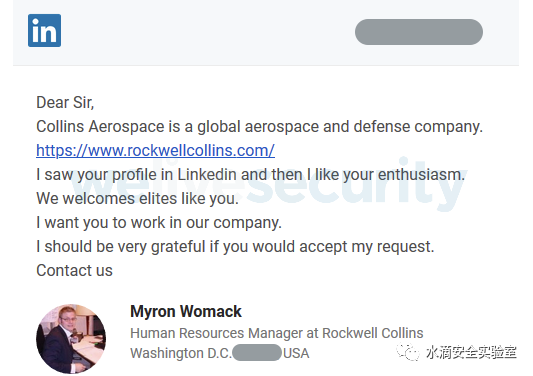 in
Dear Sir,
Collins Aerospace is a global aerospace and defense company.
https://www.rockwellcollins.com/
I saw your profile in Linkedin and then I like your enthusiasm.
welivesecurity
We welcomes elites like you.
I want you to work in our company.
I should be very grateful if you would accept my request.
Contact us
Myron Womack
Human Resources Manager at Rockwell Collins
Washington D.C. USA
水滴安全实验室